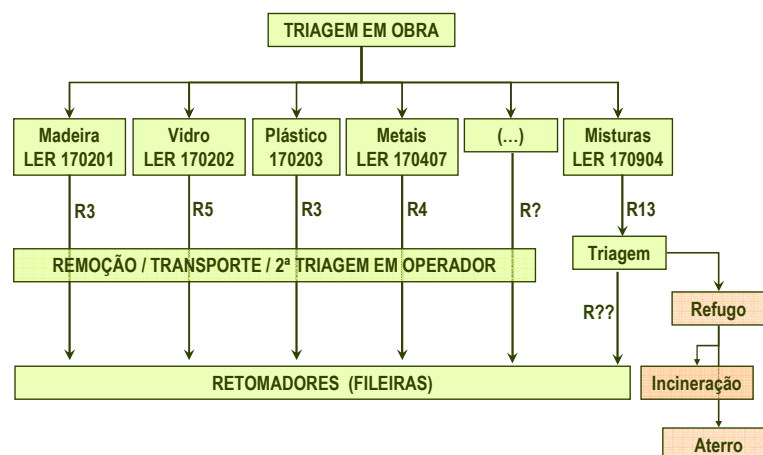 TRIAGEM EM OBRA
Madeira
LER 170201
Vidro
LER 170202
Plástico
170203
Metais
LER 170407
(...)
Misturas
LER 170904
R3
R5
R3
R4
R?
R13
REMOÇÃO / TRANSPORTE / 2ª TRIAGEM EM OPERADOR
Triagem
R??
Refugo
RETOMADORES (FILEIRAS)
Incineração
Aterro